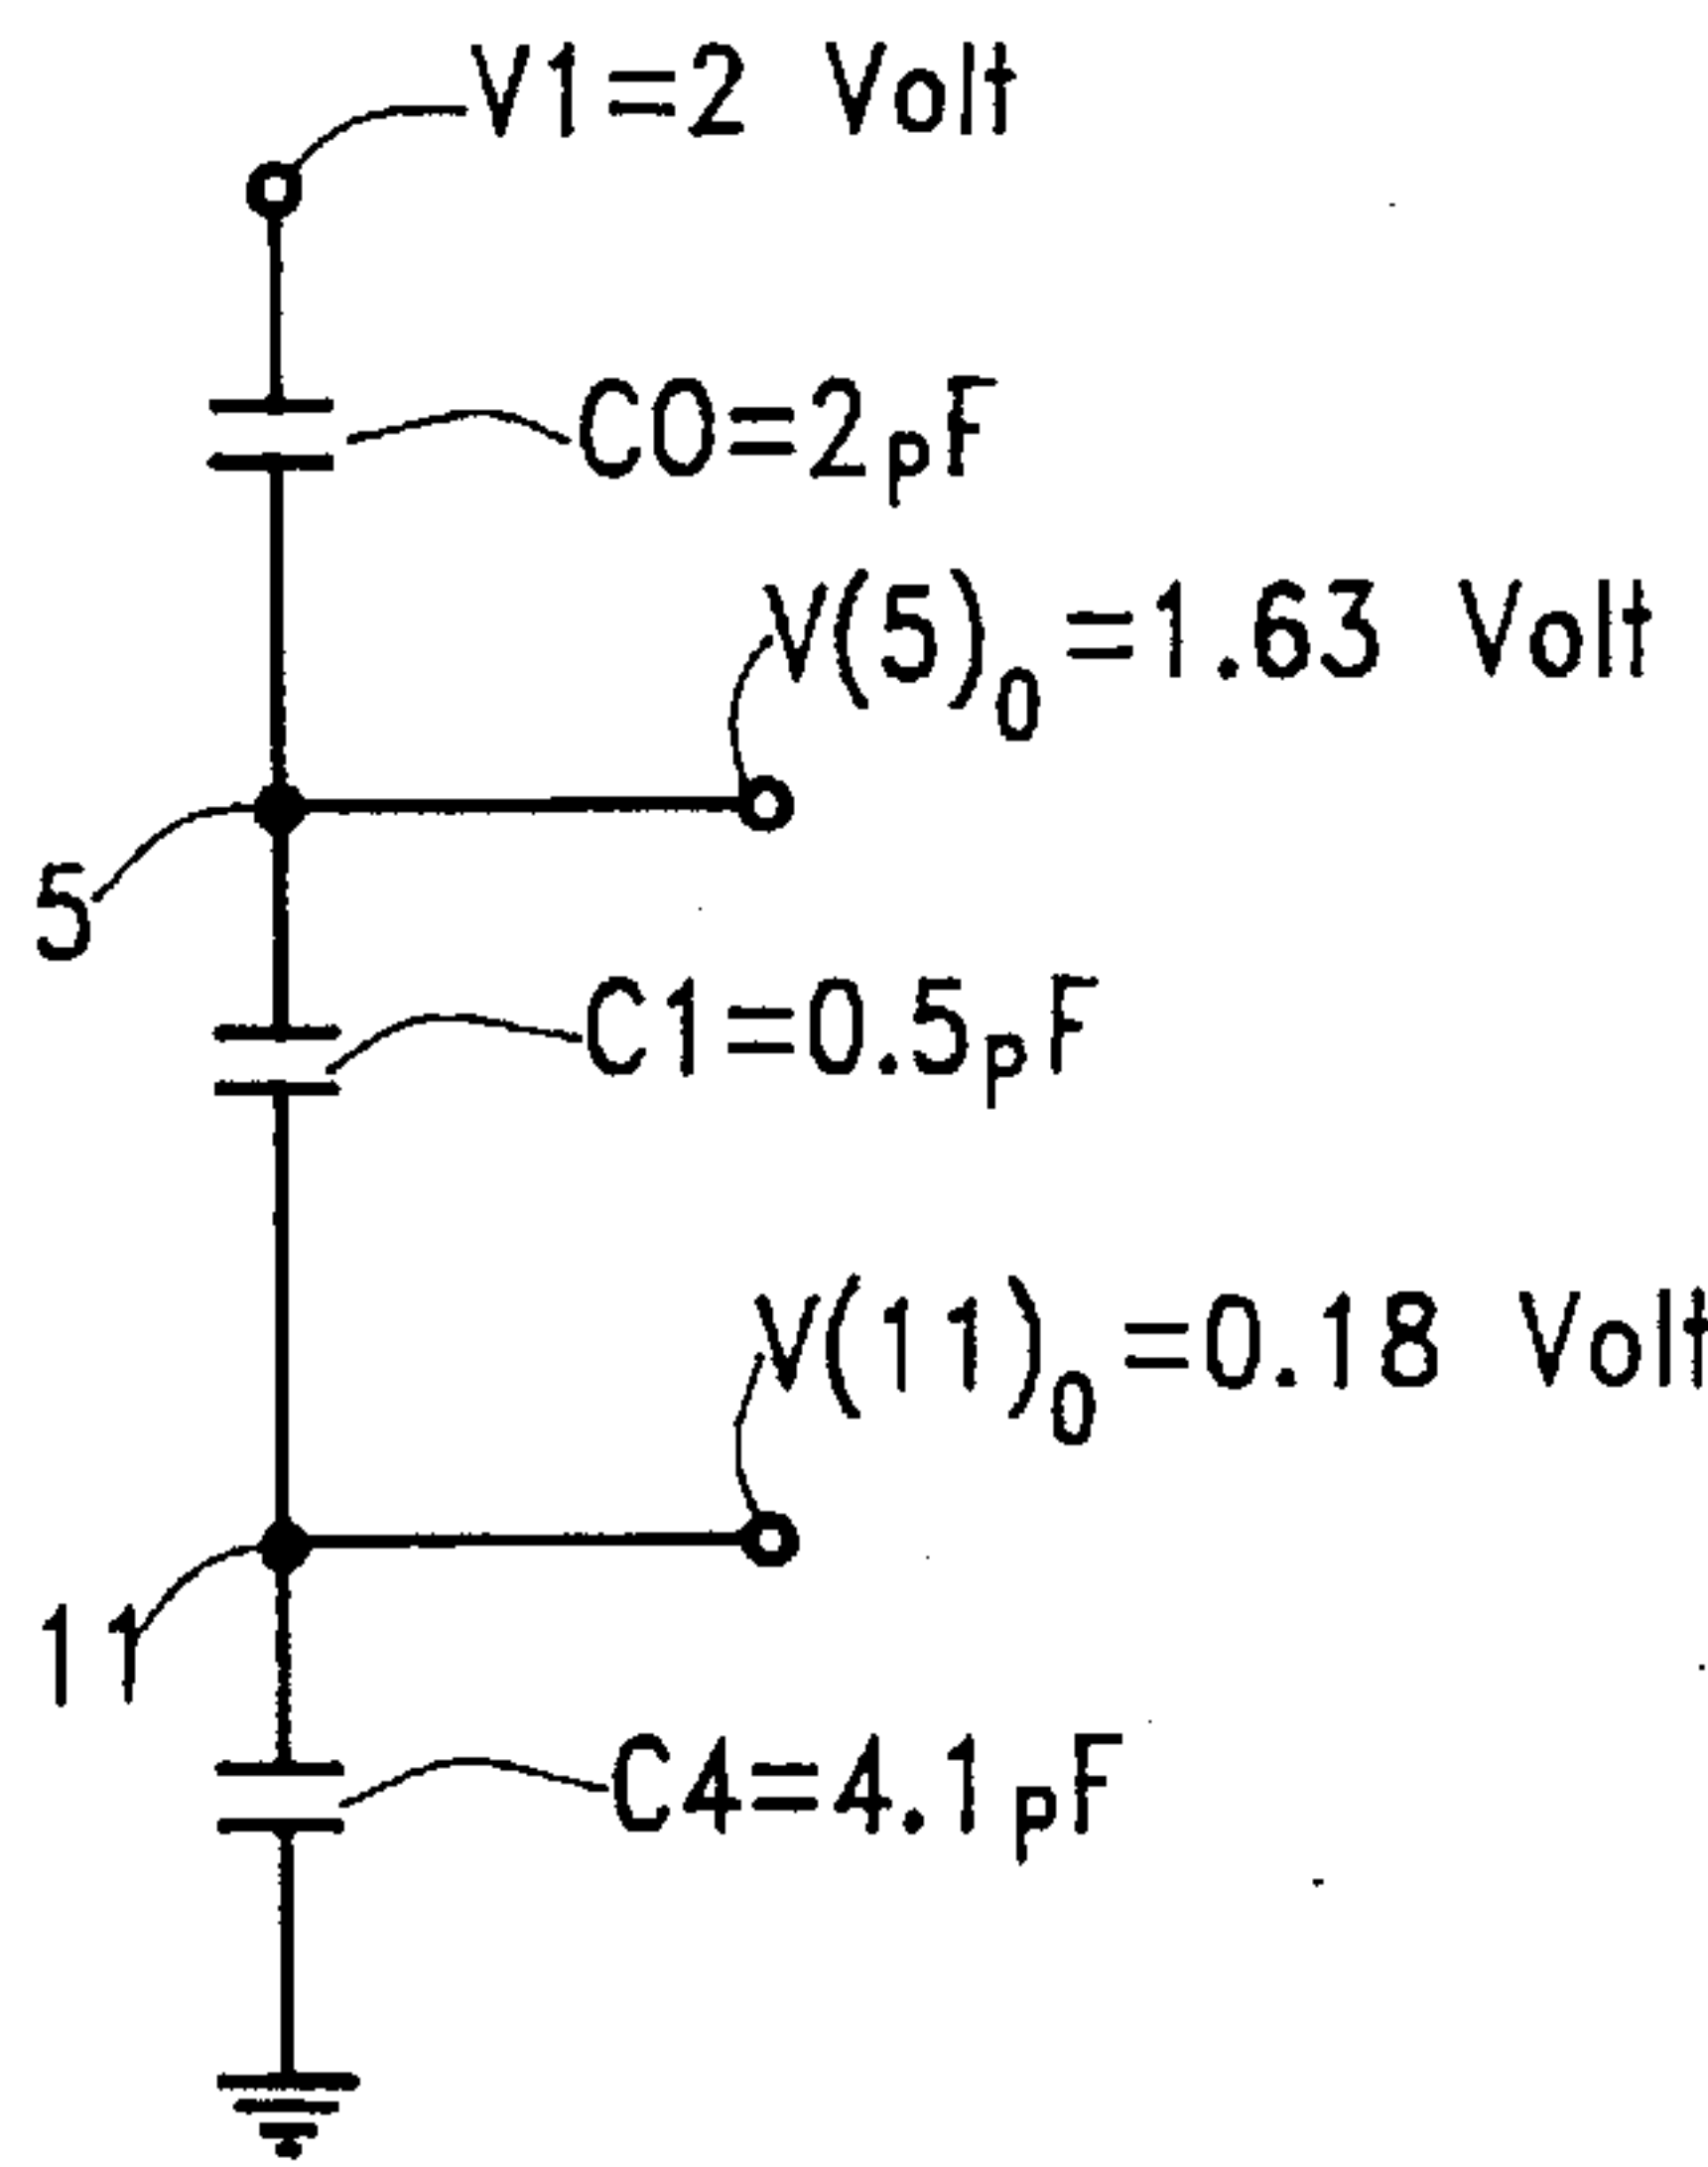 V1=2 Volt
C0=2pF
V(5)0=1.63 Volt
5
C1=0.5pF
V(11)0=0.18 Volt
11
C4=4.1pF